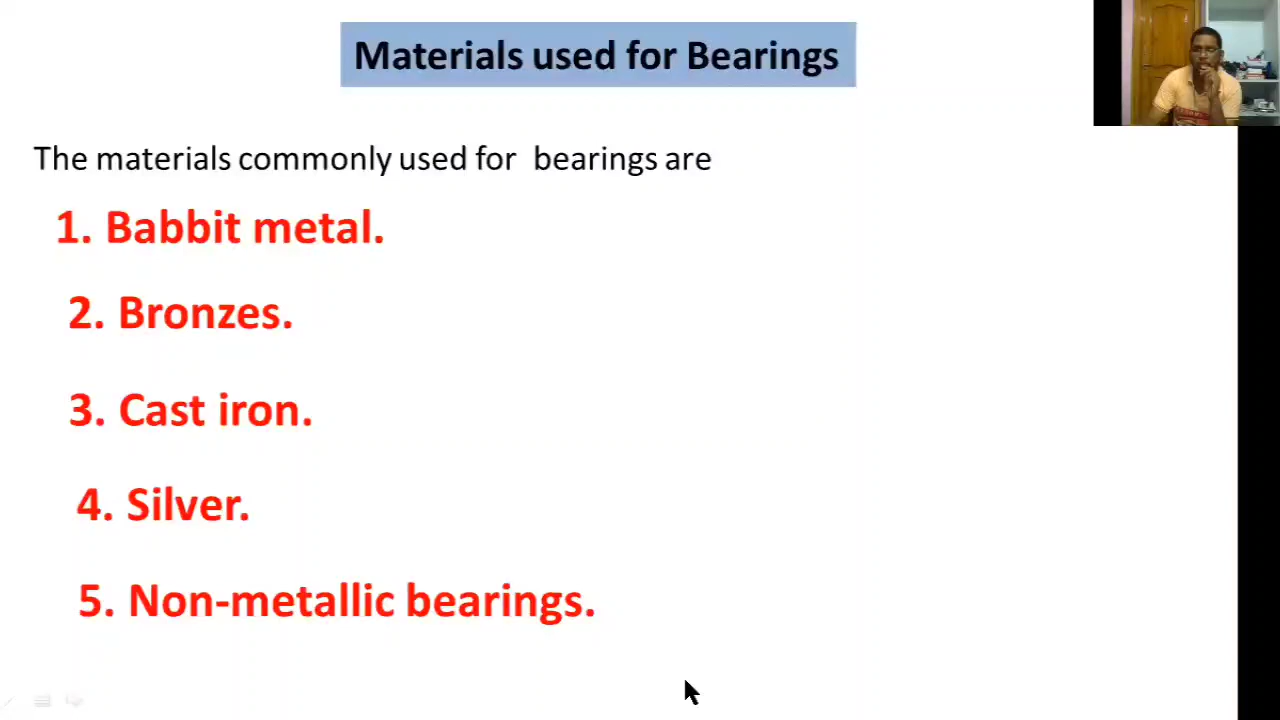 Materials used for Bearings
The materials commonly used for bearings are
1. Babbit metal.
2. Bronzes.
3. Cast iron.
4. Silver.
5. Non-metallic bearings.